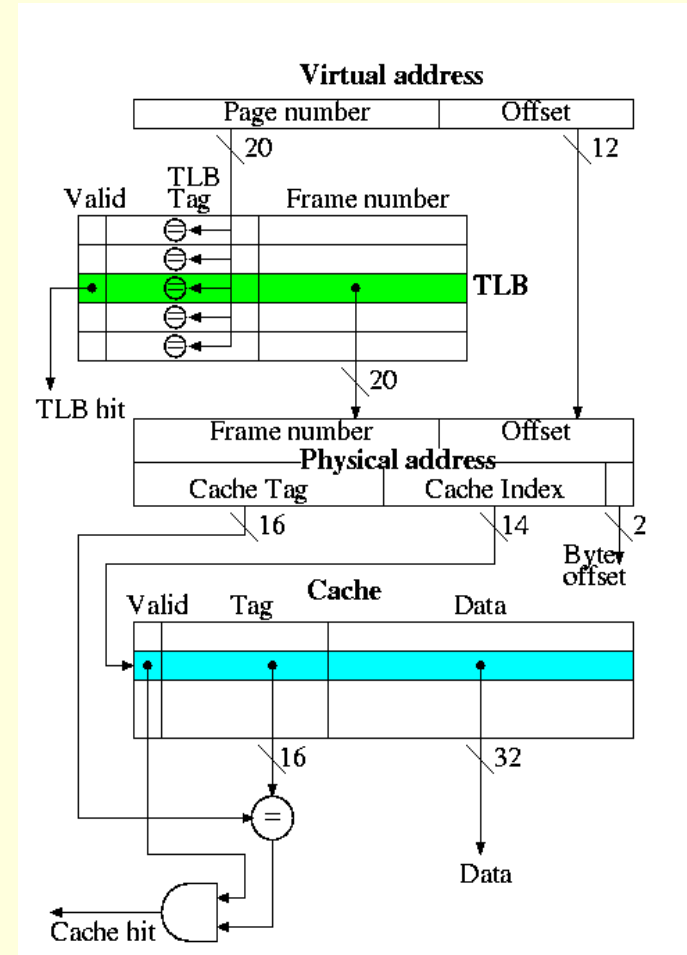 Virtual address
Page number Offset
20 12
TLB
Valid Tag Frame number
= 
=
= TLB
=
=
20
TLB hit
Frame number Offset
Physical address
Cache Tag Cache Index
16 14 2
Byte
offset
Cache
Valid Tag Data
16 32
=
Data
Cache hit